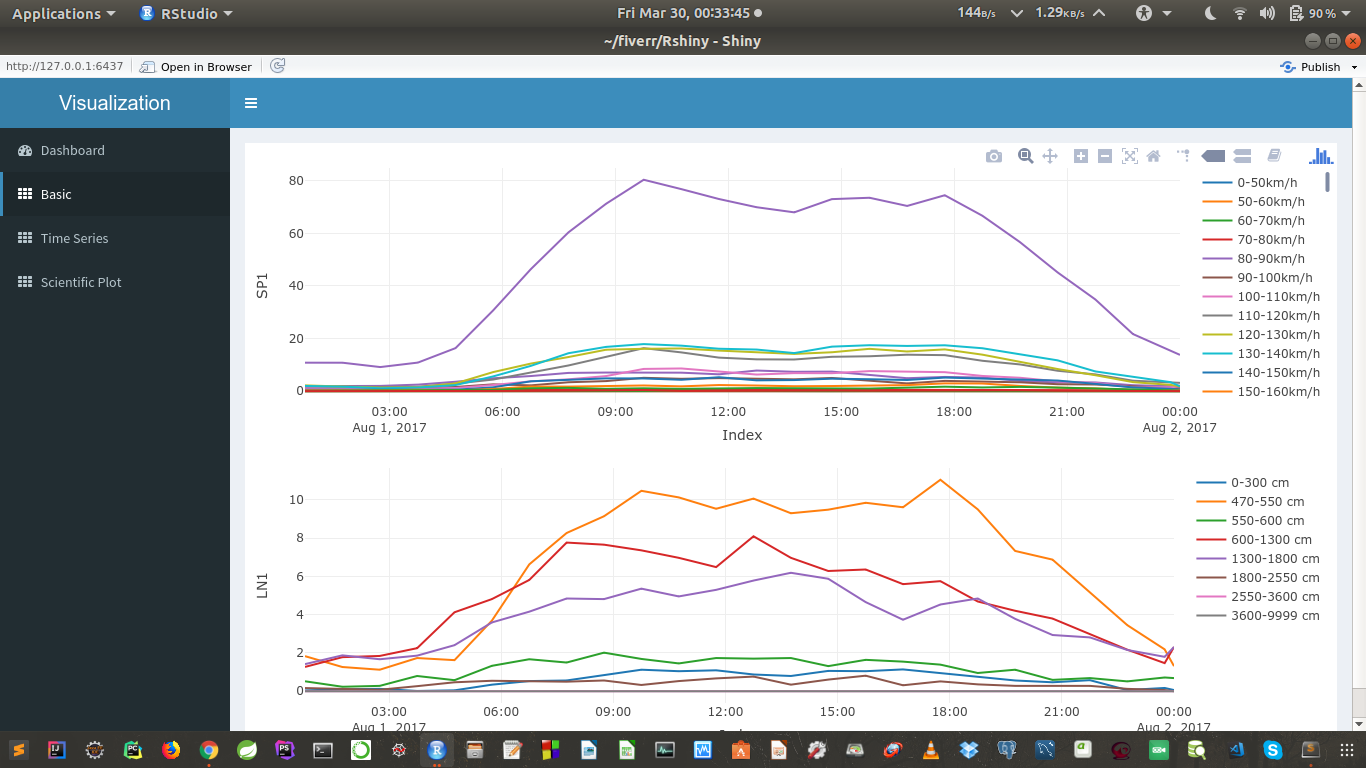 Applications RStudio Fri Mar 30, 00:33:45 144B/s 1.29KB/s 90 %
~/fiverr/Rshiny - Shiny
http://127.0.0.1:6437 Open in Browser Publish
Visualization
Dashboard
Basic
Time Series
Scientific Plot
SP1
80
60
40
20
0
03:00 06:00 09:00 12:00 15:00 18:00 21:00 00:00
Aug 1, 2017 Aug 2, 2017
Index
0-50km/h
50-60km/h
60-70km/h
70-80km/h
80-90km/h
90-100km/h
100-110km/h
110-120km/h
120-130km/h
130-140km/h
140-150km/h
150-160km/h
LN1
10
8
6
4
2
0
03:00 06:00 09:00 12:00 15:00 18:00 21:00 00:00
Aug 1, 2017 Aug 2, 2017
0-300 cm
470-550 cm
550-600 cm
600-1300 cm
1300-1800 cm
1800-2550 cm
2550-3600 cm
3600-9999 cm